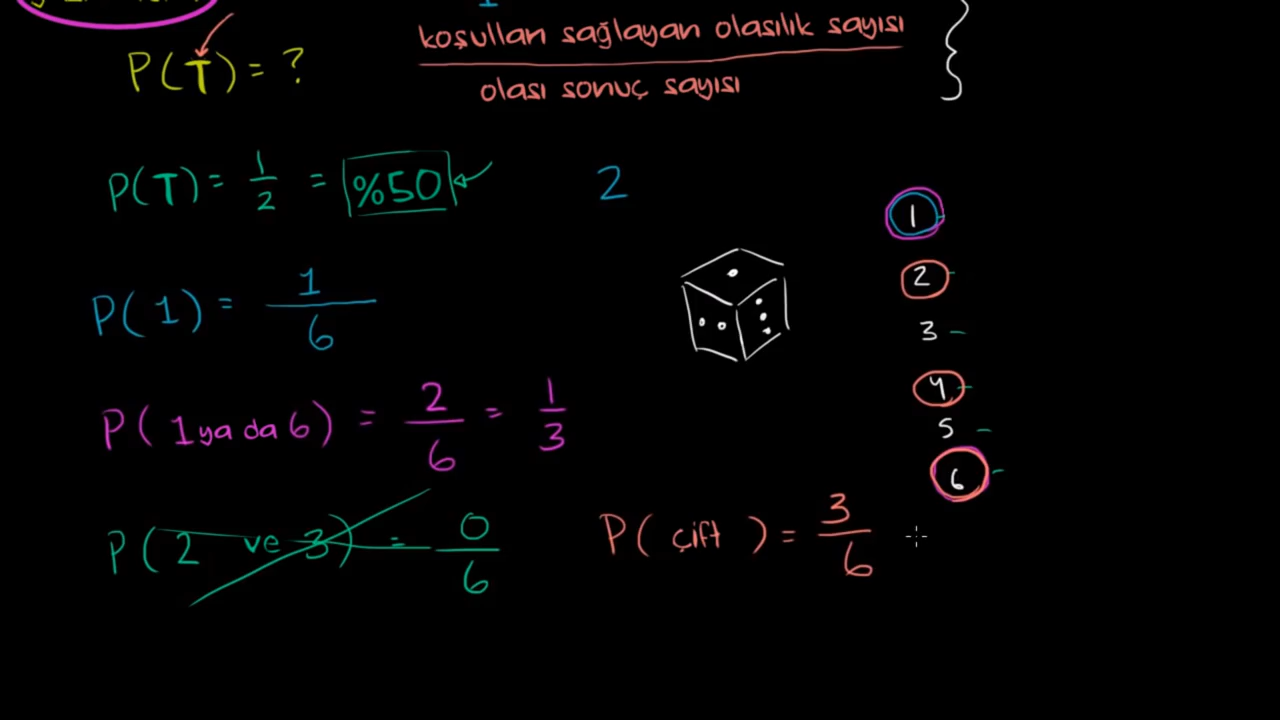 koşulları sağlayan olasılık sayısı
olası sonuç sayısı
P(T) = ?
P(T) = 1/2 = %50
2
P(1) = 1/6
P(1 ya da 6) = 2/6 = 1/3
P(2 ve 3) = 0/6
1
2
3
4
5
6
P(çift) = 3/6